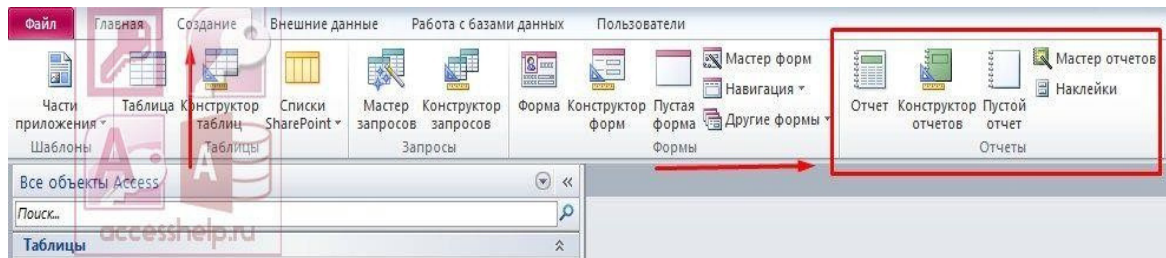 Файл Главная Создание Внешние данные Работа с базами данных Пользователи
Части приложения
Таблица
Конструктор таблиц
Списки SharePoint
Шаблоны
Таблицы
Мастер запросов
Конструктор запросов
Запросы
Форма
Конструктор форм
Пустая форма
Мастер форм
Навигация
Другие формы
Формы
Отчет
Конструктор отчетов
Пустой отчет
Мастер отчетов
Наклейки
Отчеты
Все объекты Access
Поиск...
Таблицы
accesshelp.ru